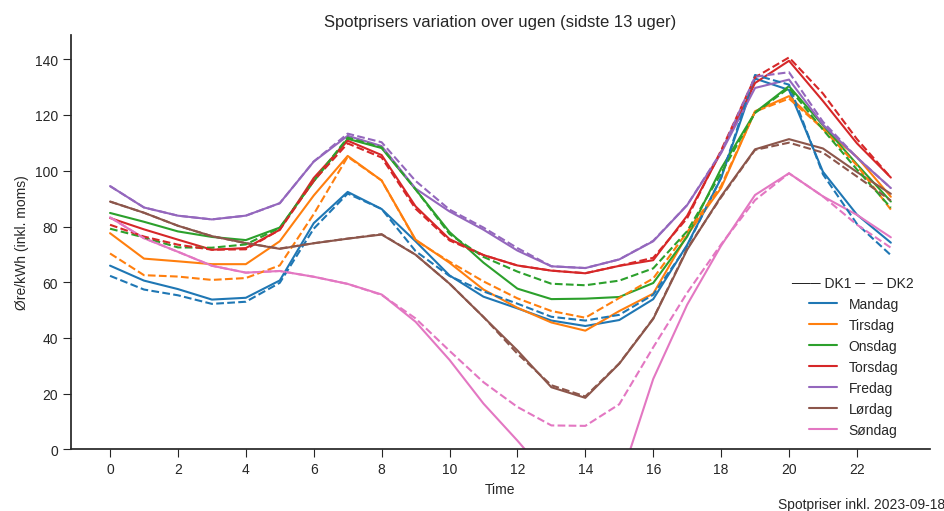 Spotprisers variation over ugen (sidste 13 uger)
Øre/kWh (inkl. moms)
140
120
100
80
60
40
20
0
0 2 4 6 8 10 12 14 16 18 20 22
Time
DK1 DK2
Mandag
Tirsdag
Onsdag
Torsdag
Fredag
Lørdag
Søndag
Spotpriser inkl. 2023-09-18